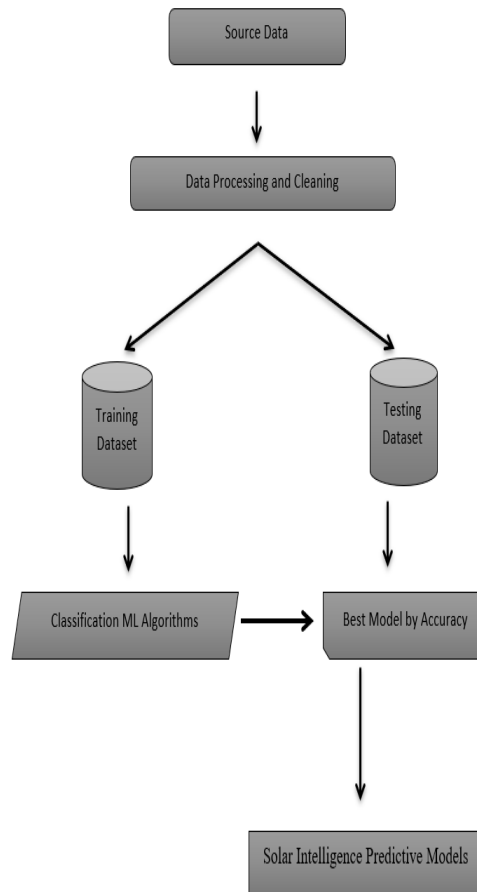 Source Data
Data Processing and Cleaning
Training
Dataset
Testing
Dataset
Classification ML Algorithms
Best Model by Accuracy
Solar Intelligence Predictive Models